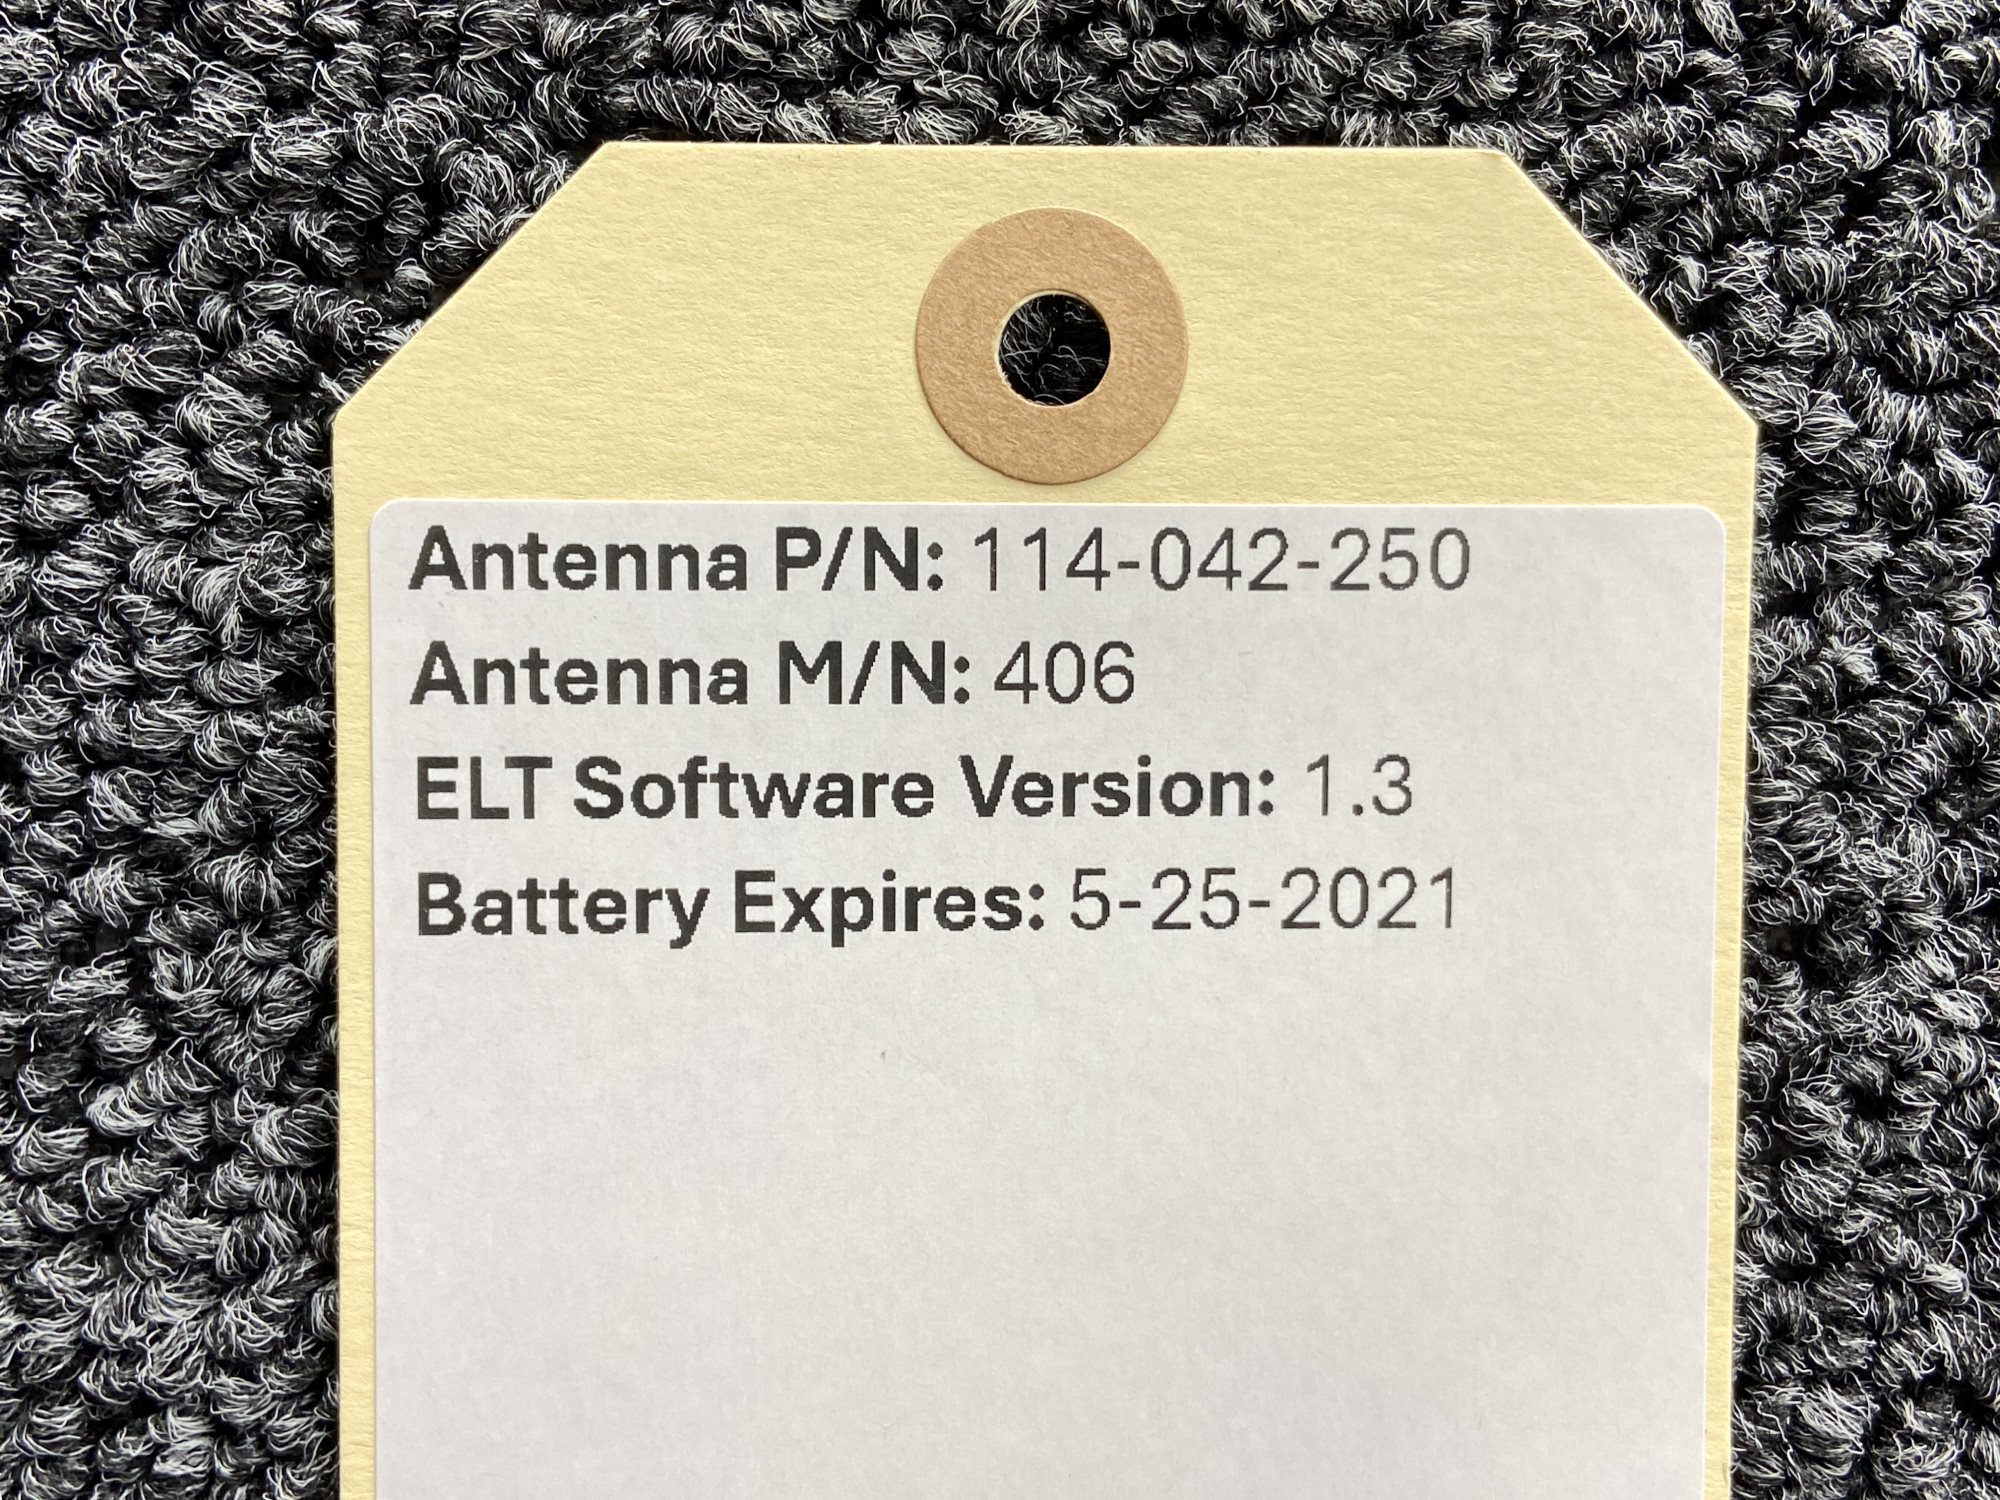 Antenna P/N: 114-042-250
Antenna M/N: 406
ELT Software Version: 1.3
Battery Expires: 5-25-2021